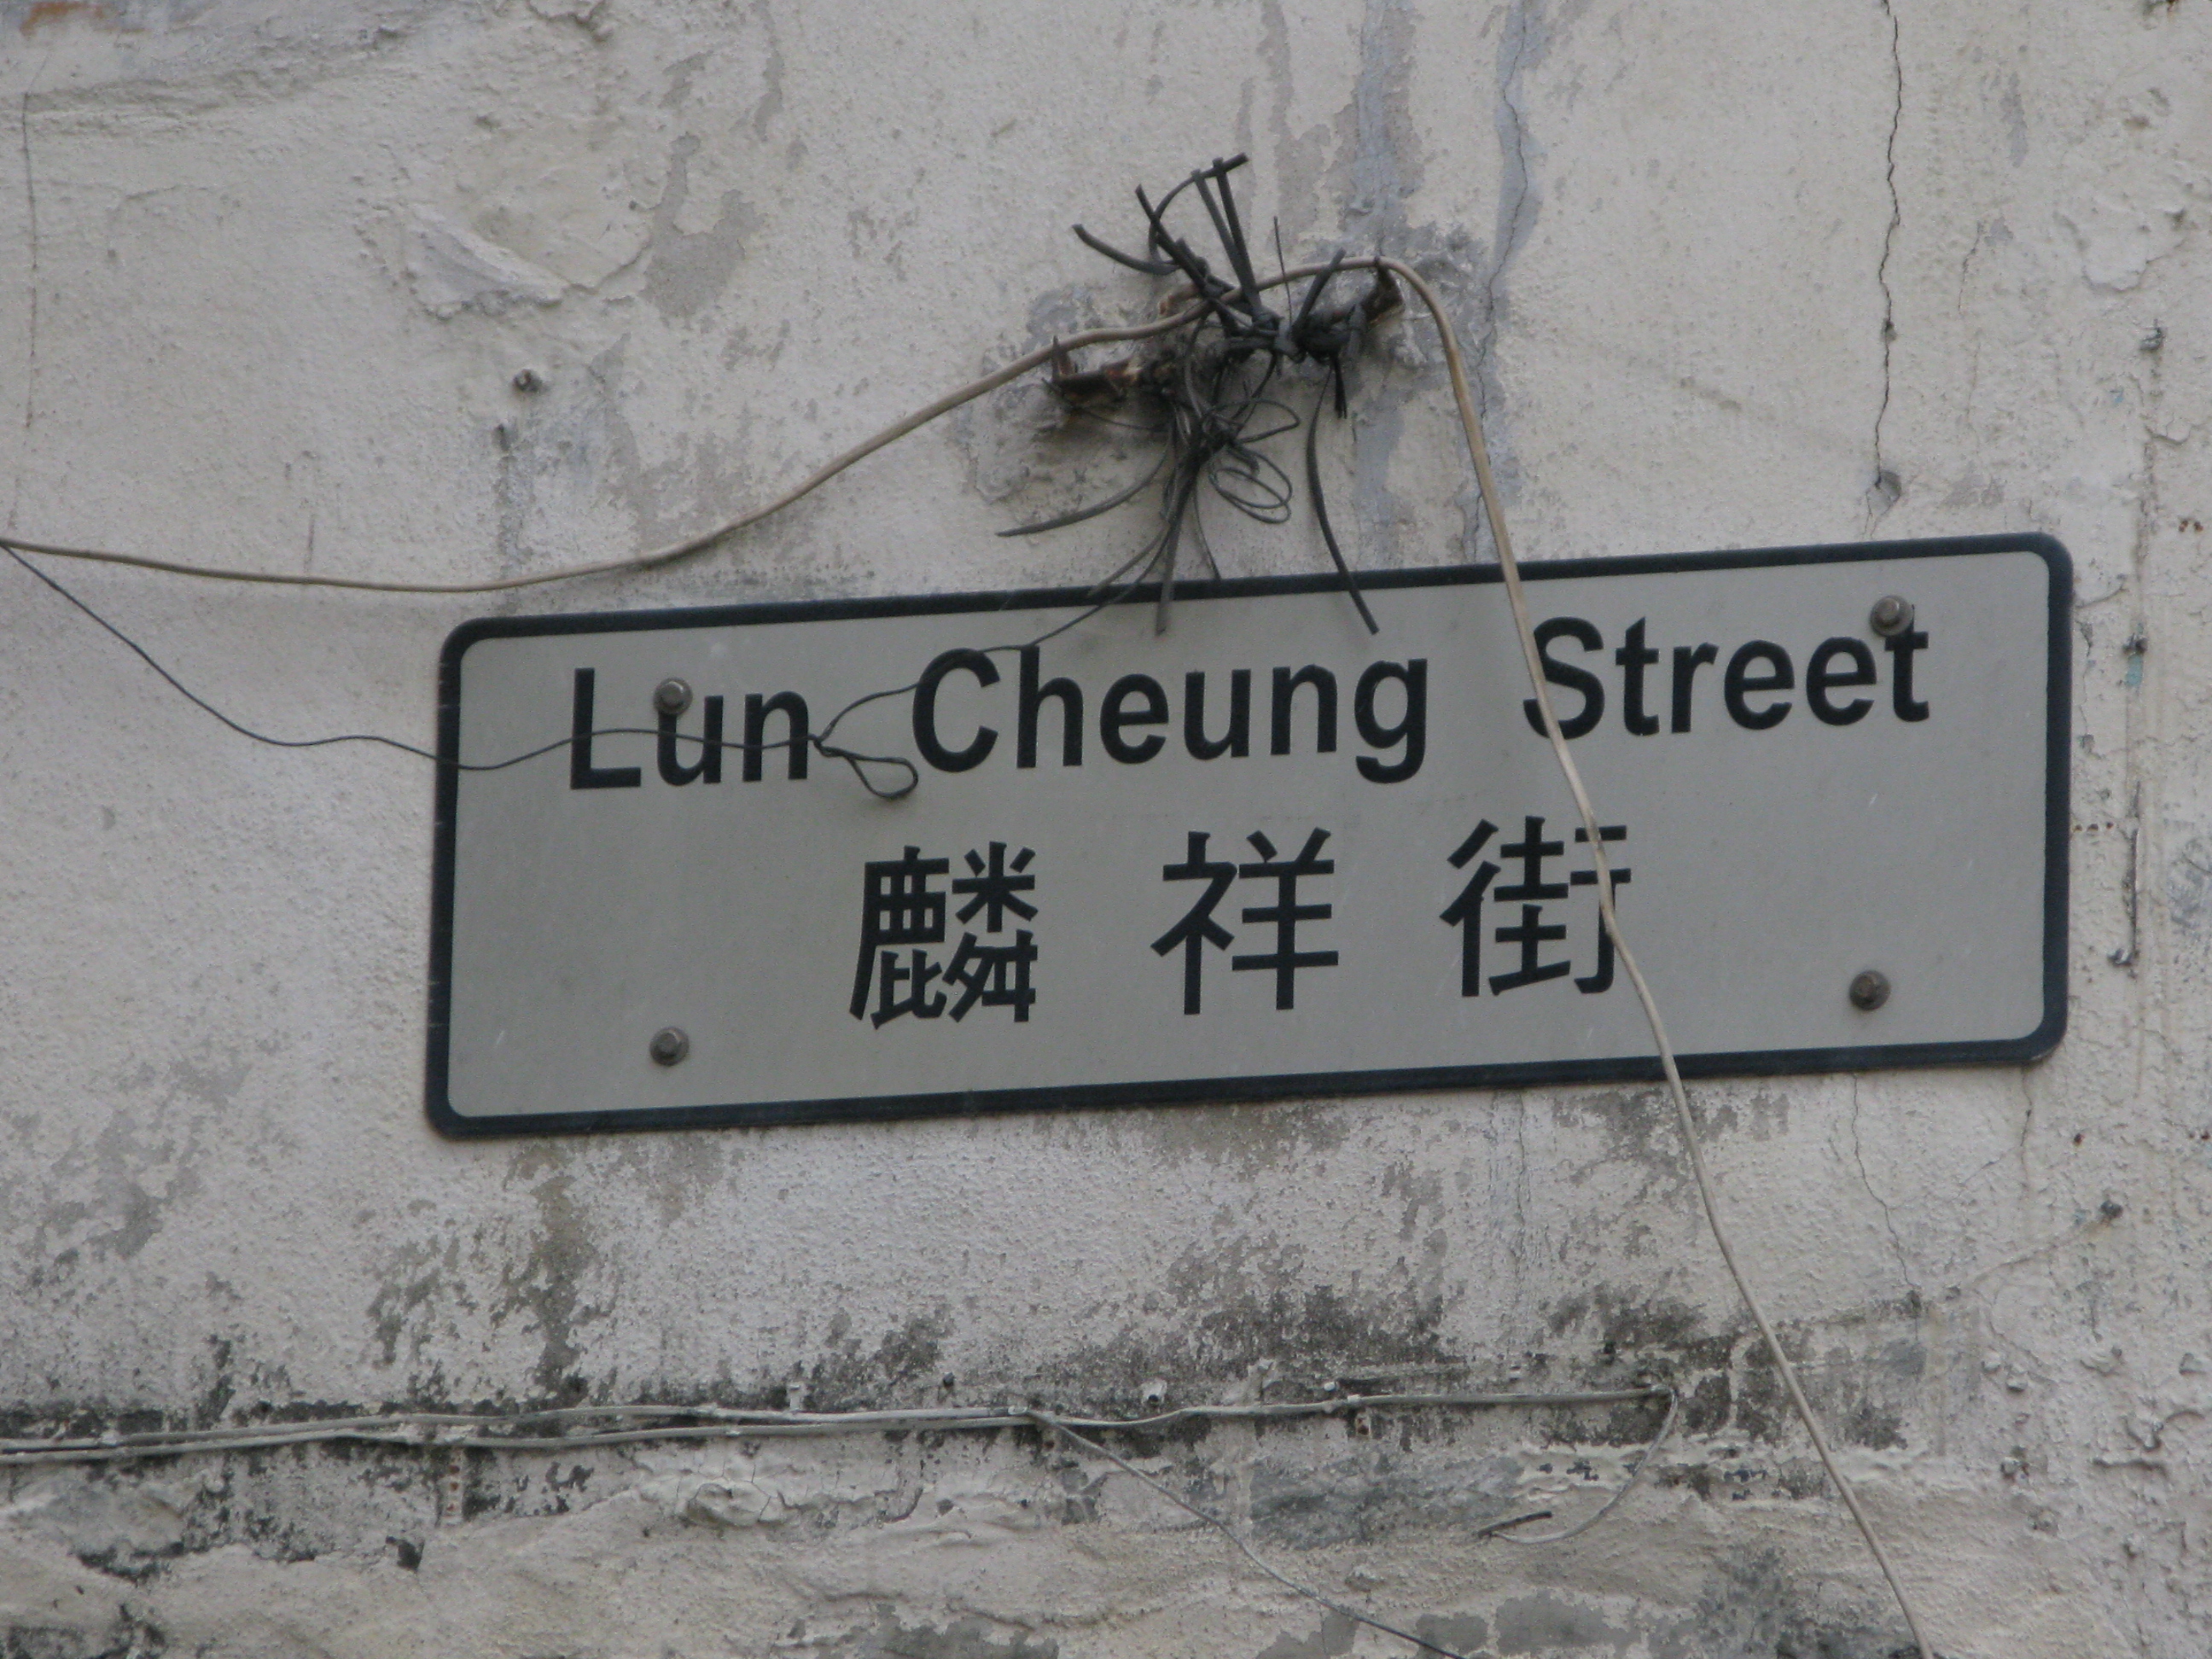 Lun Cheung Street
麟祥街